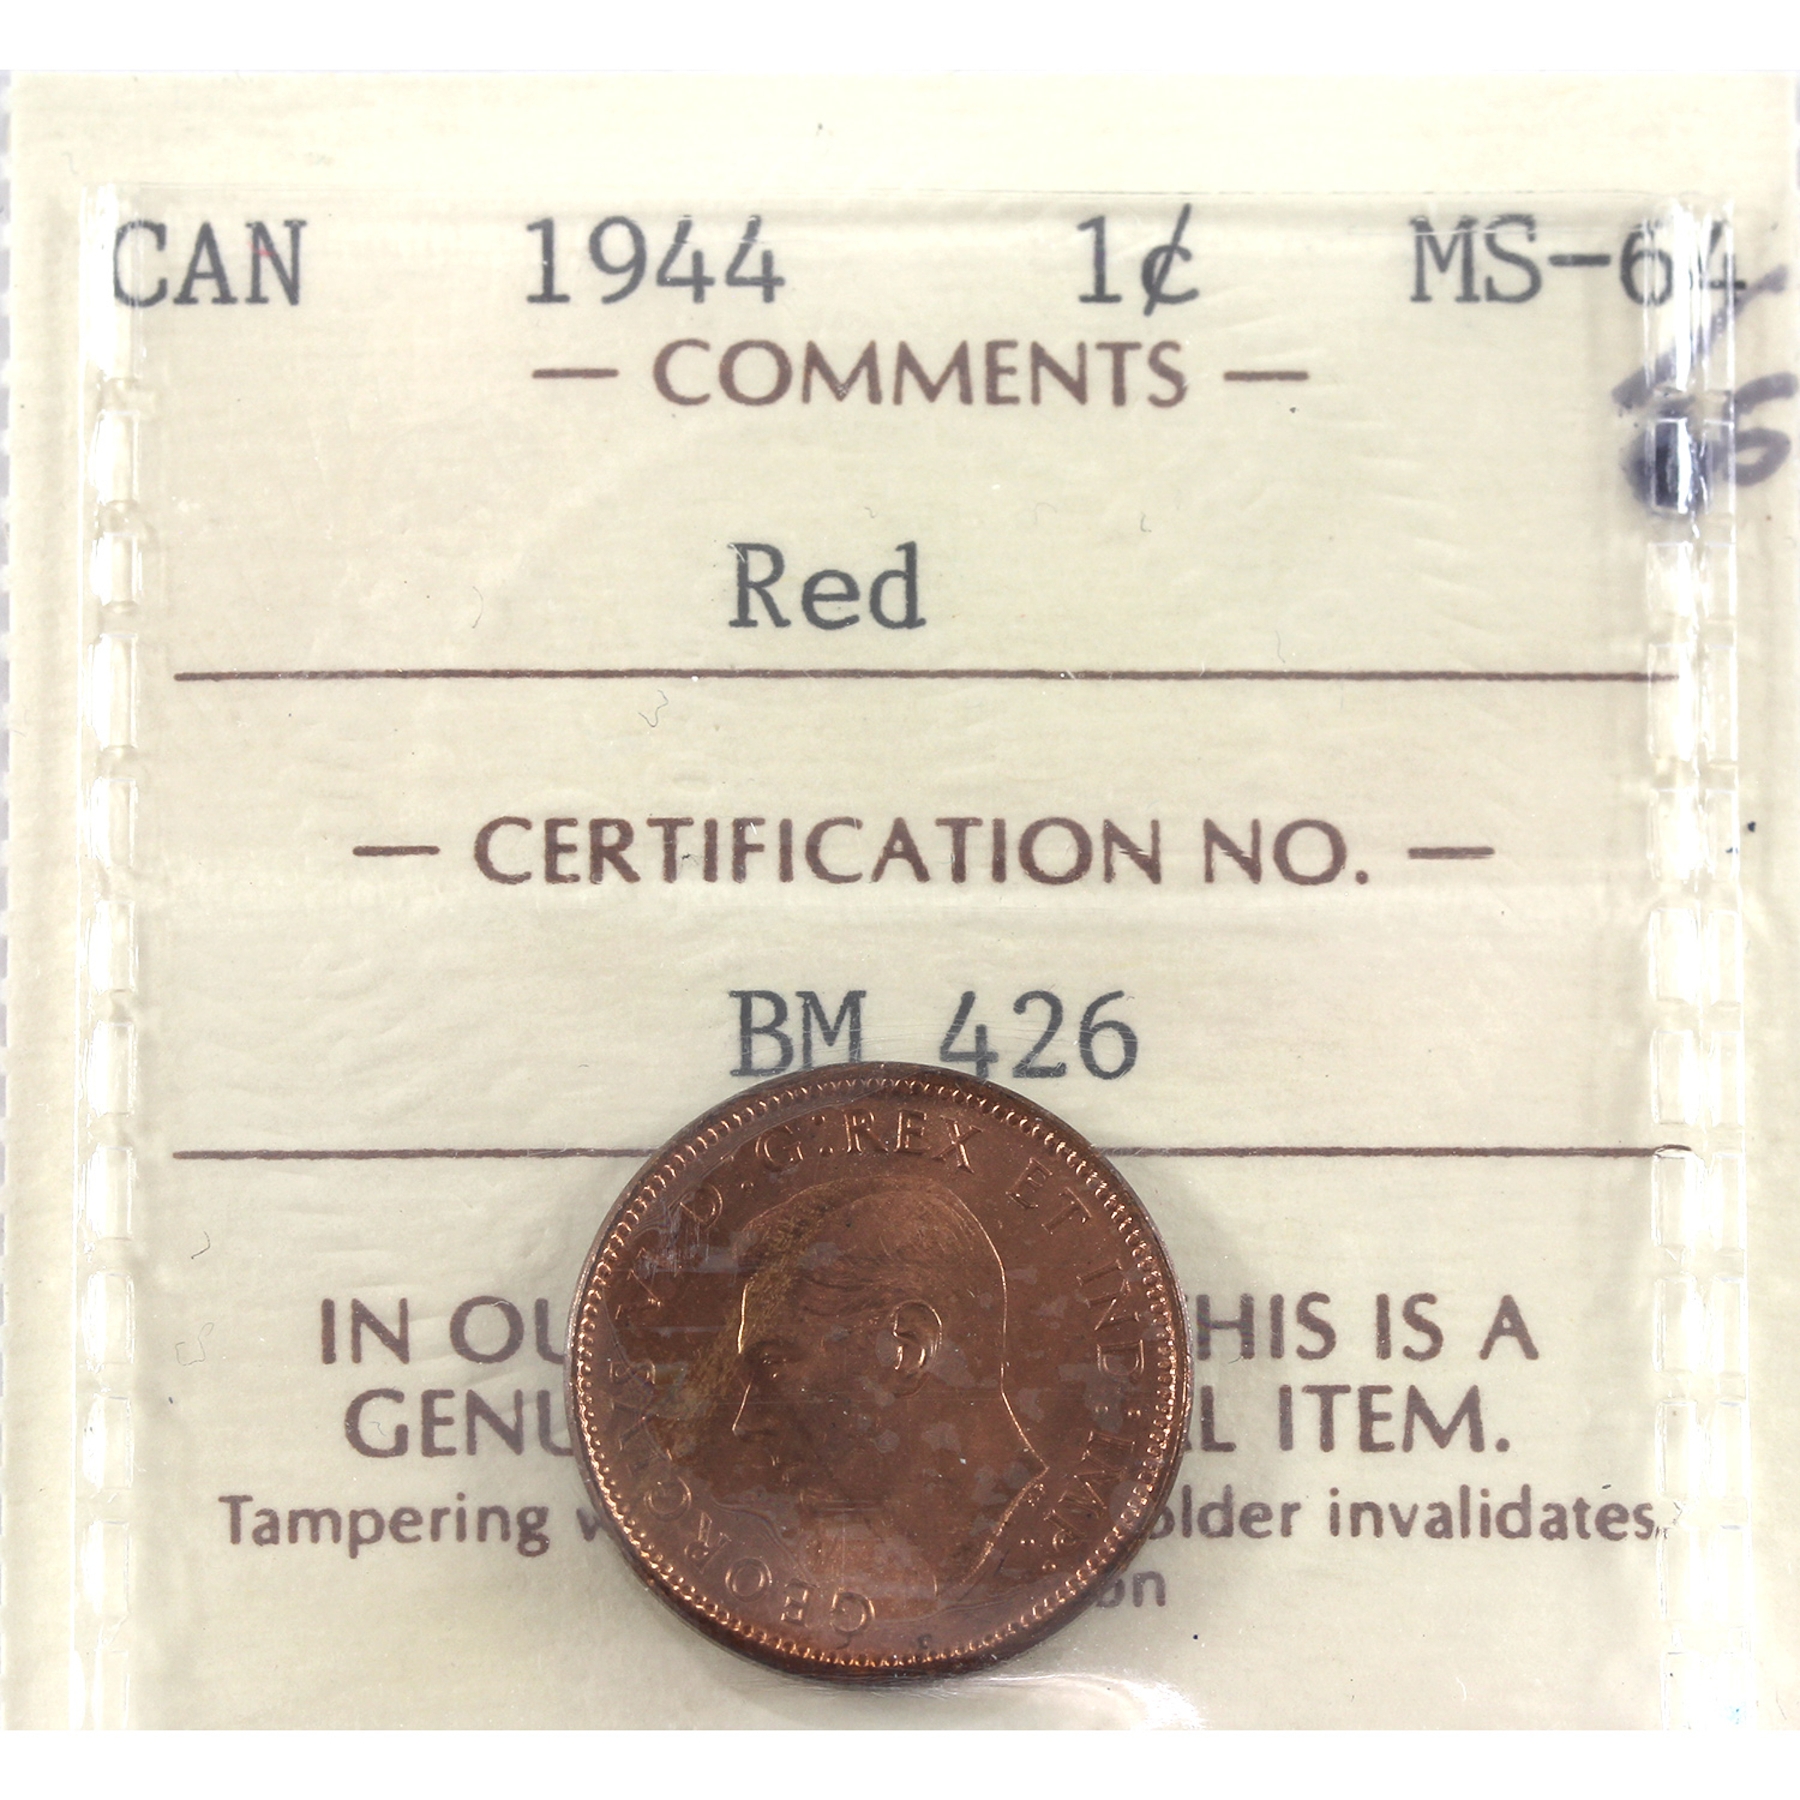 CAN 1944 1¢ MS-64
— COMMENTS —
Red
— CERTIFICATION NO. —
BM 426
IN OU HIS IS A
GENU L ITEM.
Tampering w older invalidates
on
GEORGIVS VI D:G:REX ET IND:IMP: